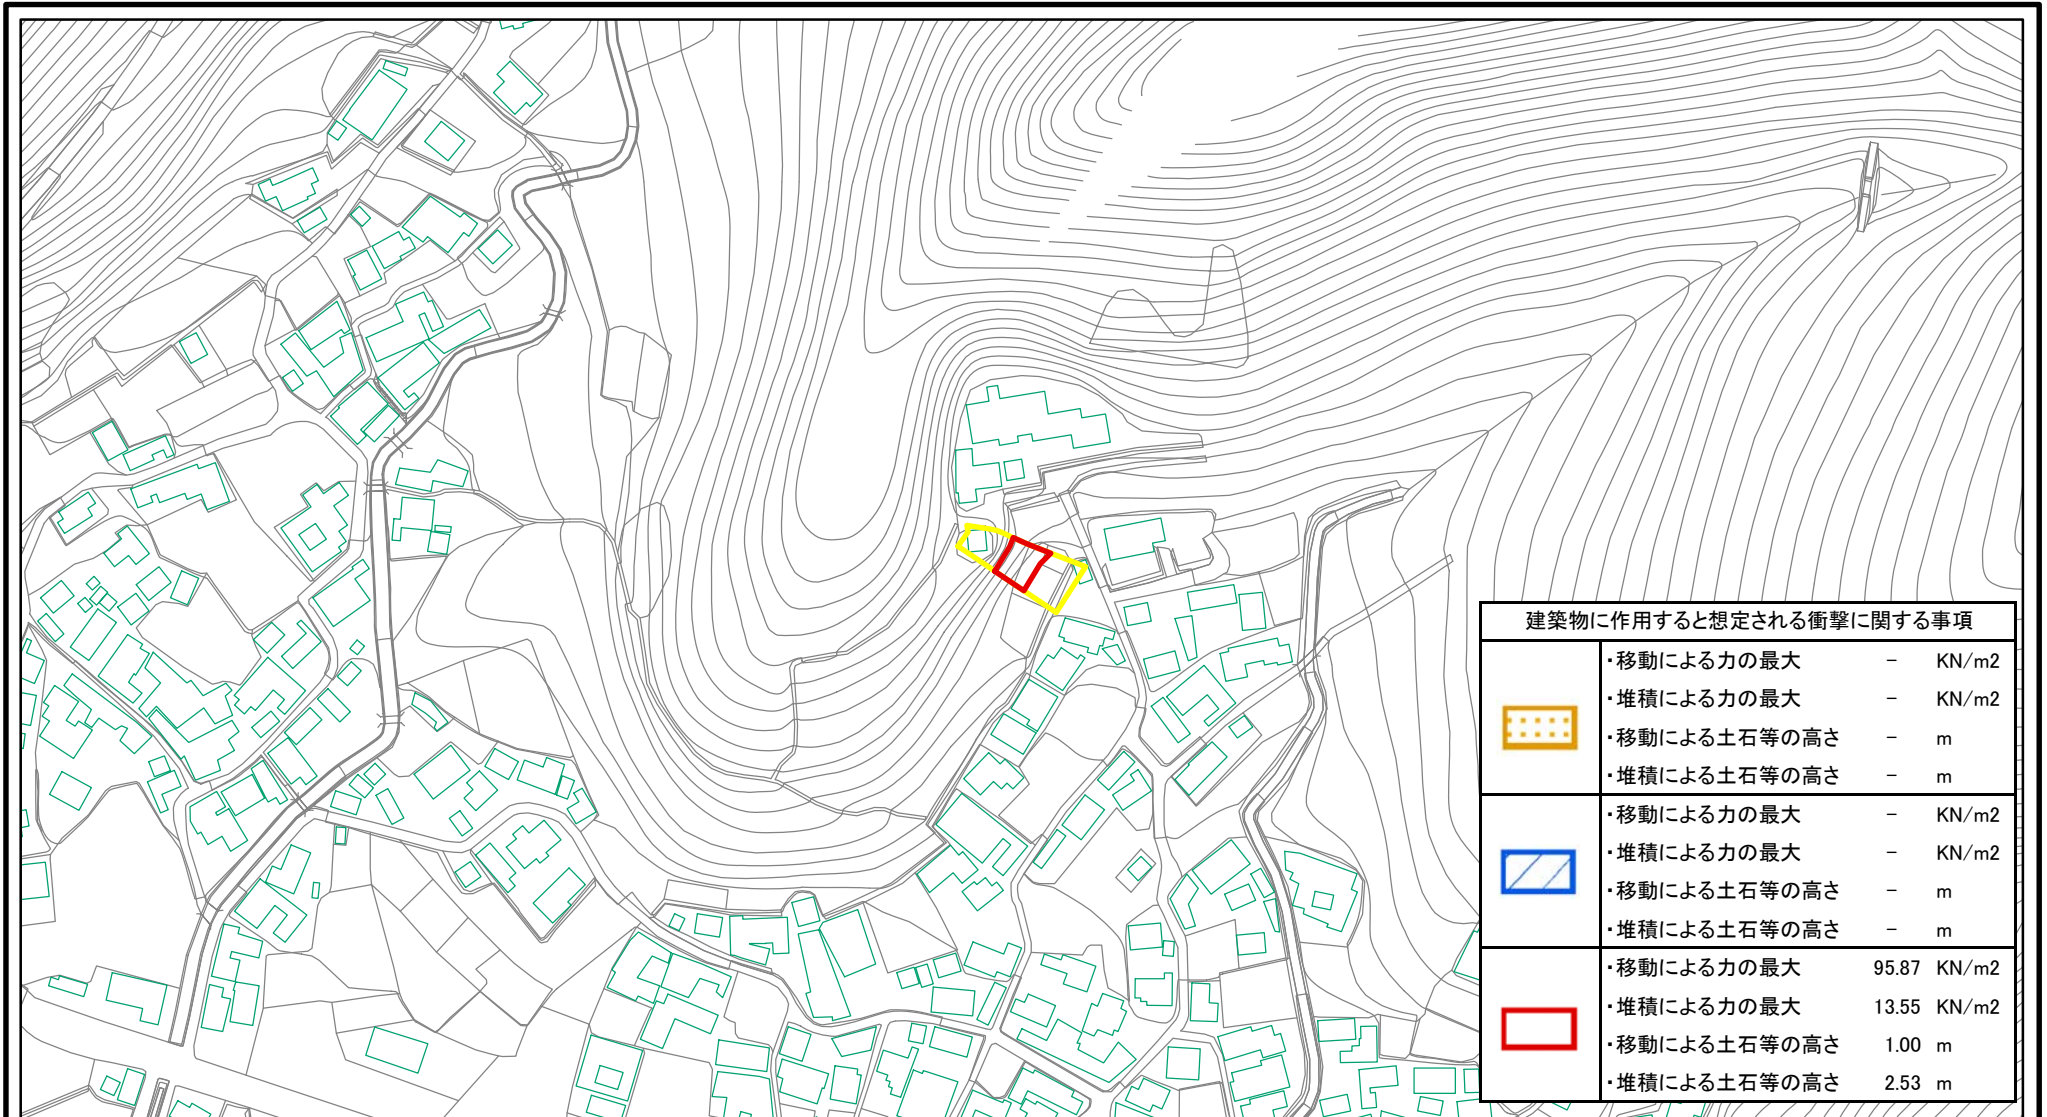 建築物に作用すると想定される衝撃に関する事項
・移動による力の最大 － KN/m2
・堆積による力の最大 － KN/m2
・移動による土石等の高さ － m
・堆積による土石等の高さ － m
・移動による力の最大 － KN/m2
・堆積による力の最大 － KN/m2
・移動による土石等の高さ － m
・堆積による土石等の高さ － m
・移動による力の最大 95.87 KN/m2
・堆積による力の最大 13.55 KN/m2
・移動による土石等の高さ 1.00 m
・堆積による土石等の高さ 2.53 m